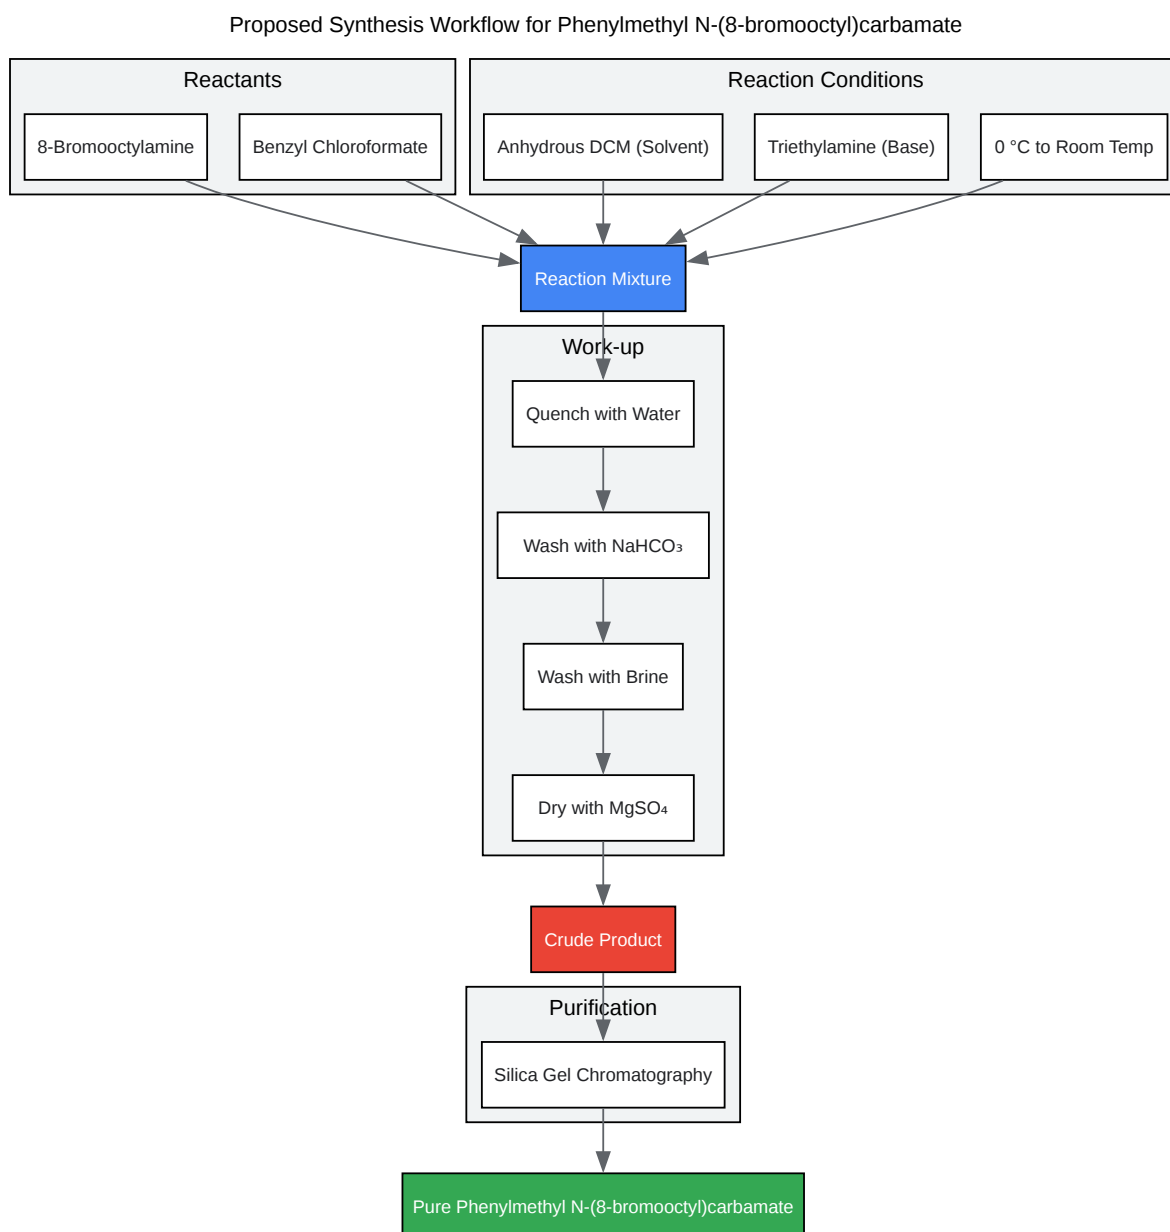 Proposed Synthesis Workflow for Phenylmethyl N-(8-bromooctyl)carbamate
Reactants
Reaction Conditions
8-Bromooctylamine
Benzyl Chloroformate
Anhydrous DCM (Solvent)
Triethylamine (Base)
0 °C to Room Temp
Reaction Mixture
Work-up
Quench with Water
Wash with NaHCO₃
Wash with Brine
Dry with MgSO₄
Crude Product
Purification
Silica Gel Chromatography
Pure Phenylmethyl N-(8-bromooctyl)carbamate